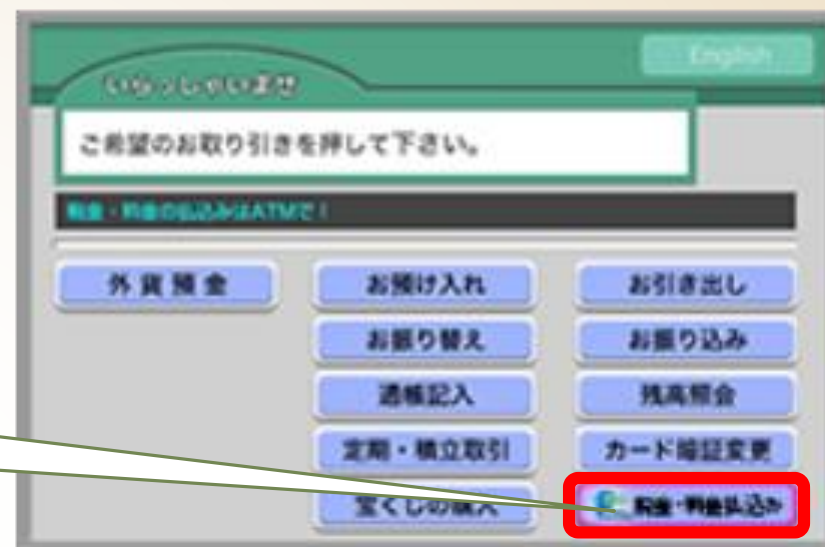 English
いらっしゃいませ
ご希望のお取り引きを押して下さい。
税金・料金の払込みはATMで！
外貨預金 お預け入れ お引き出し
お振り替え お振り込み
通帳記入 残高照会
定期・積立取引 カード暗証変更
宝くじの購入 税金・料金払込み